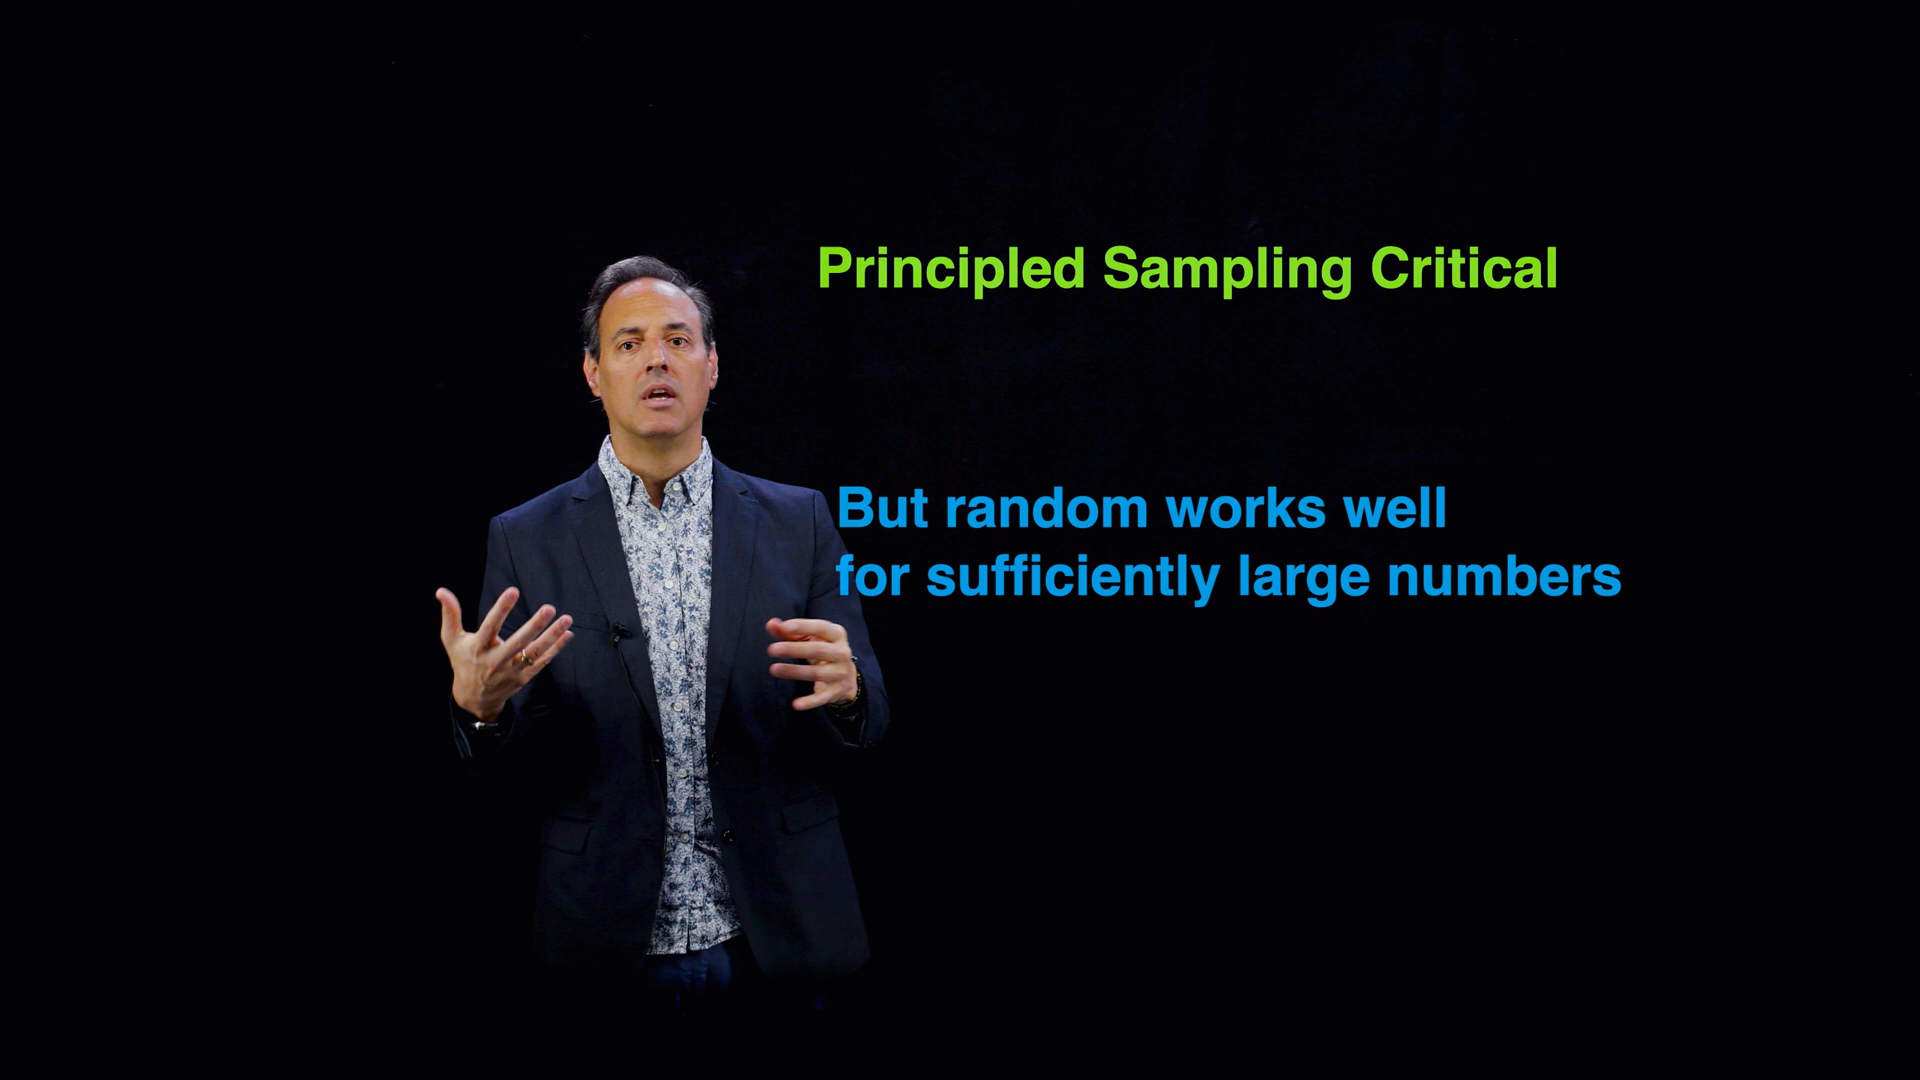 Principled Sampling Critical
But random works well
for sufficiently large numbers